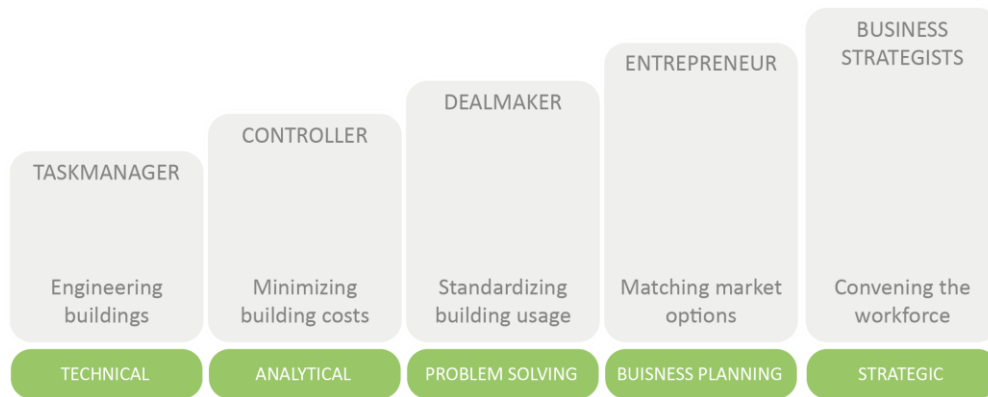 TASKMANAGER
Engineering
buildings
TECHNICAL
CONTROLLER
Minimizing
building costs
ANALYTICAL
DEALMAKER
Standardizing
building usage
PROBLEM SOLVING
ENTREPRENEUR
Matching market
options
BUISNESS PLANNING
BUSINESS
STRATEGISTS
Convening the
workforce
STRATEGIC